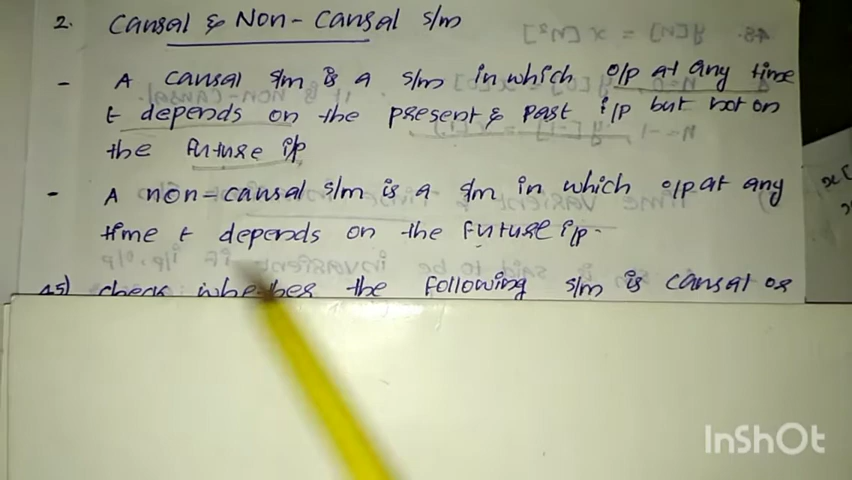 2. Causal & Non-Causal s/m
- A causal s/m is a s/m in which o/p at any time
t depends on the present & past i/p but not on
the future i/p
- A non-causal s/m is a s/m in which o/p at any
time t depends on the future i/p.
45) check whether the following s/m is causal or
x[
InShOt